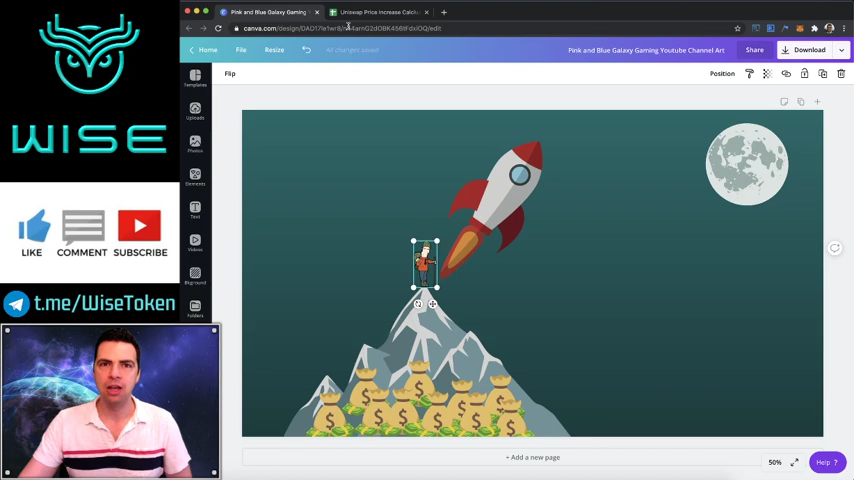 Pink and Blue Galaxy Gaming Y
Uniswap Price Increase Calcul
Home
File
Resize
All changes saved
Pink and Blue Galaxy Gaming Youtube Channel Art
Share
Download
Flip
Position
Templates
Uploads
Photos
Elements
Text
Videos
Bkground
Folders
WISE
LIKE
COMMENT
SUBSCRIBE
t.me/WiseToken
$ $ $ $ $ $ $ $
+ Add a new page
50%
Help ?